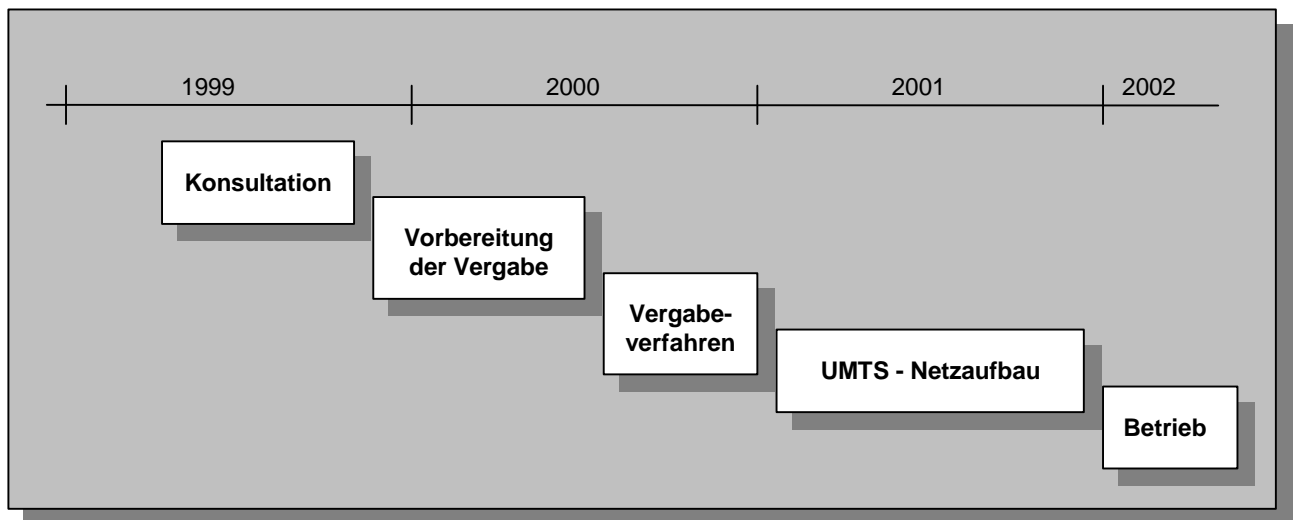 1999 2000 2001 2002
Konsultation
Vorbereitung
der Vergabe
Vergabe-
verfahren
UMTS - Netzaufbau
Betrieb